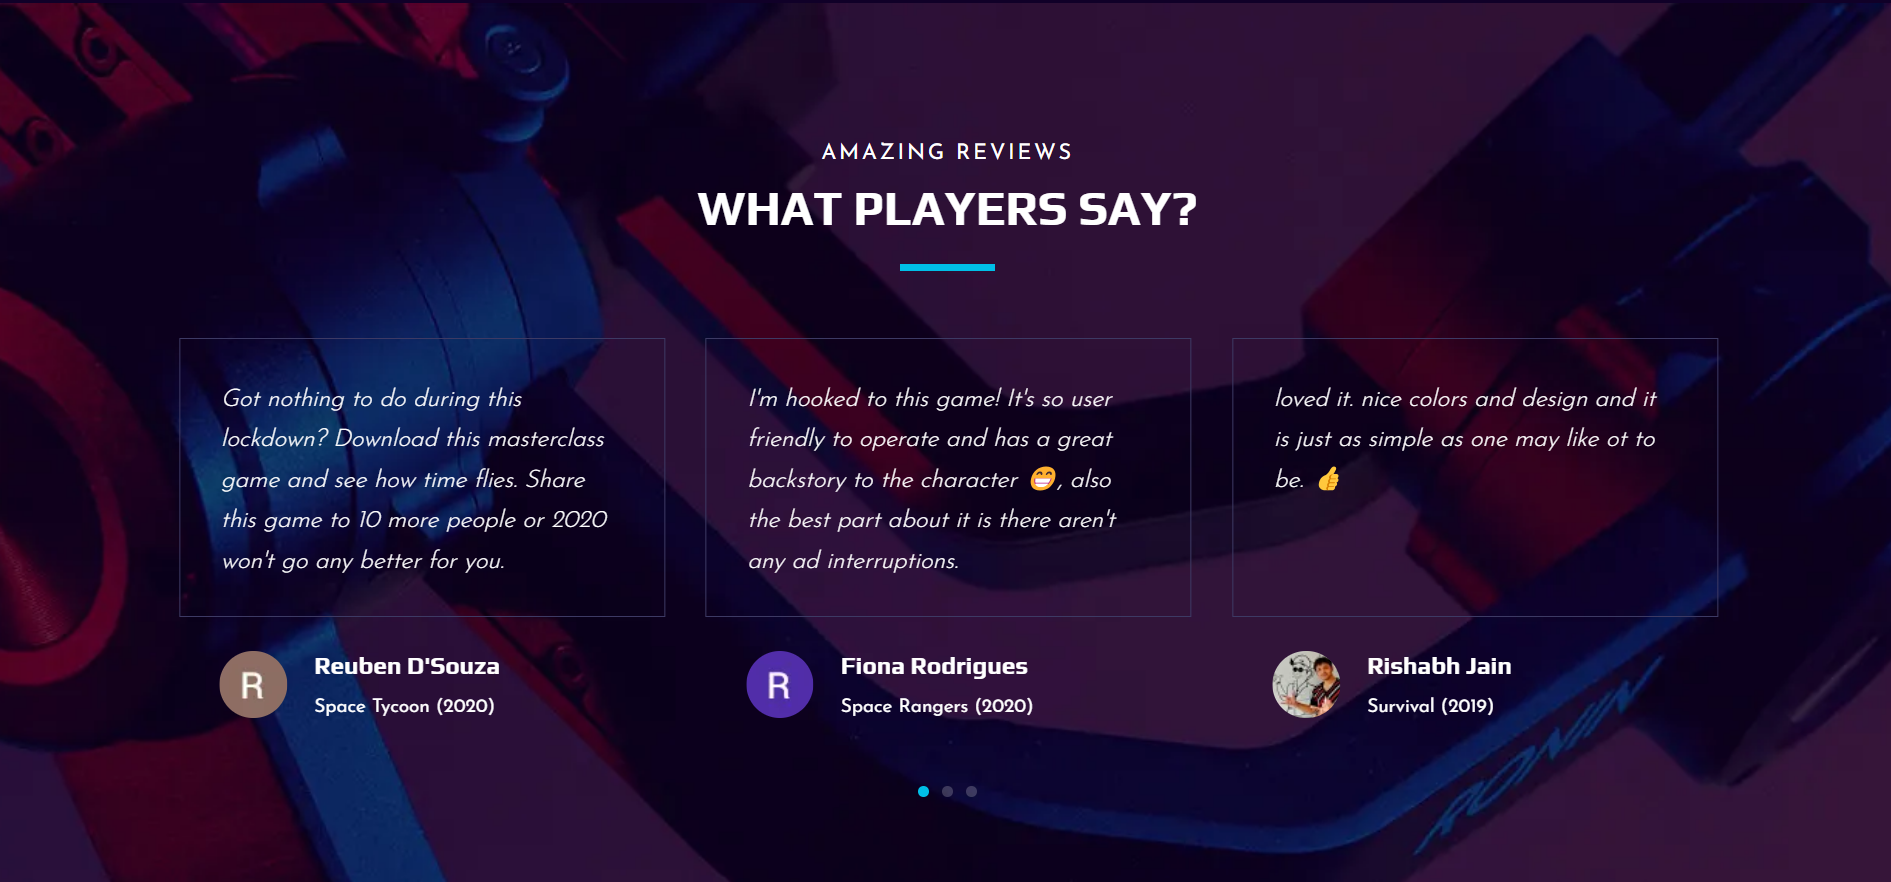 AMAZING REVIEWS
WHAT PLAYERS SAY?
Got nothing to do during this
lockdown? Download this masterclass
game and see how time flies. Share
this game to 10 more people or 2020
won't go any better for you.
R
Reuben D'Souza
Space Tycoon (2020)
I'm hooked to this game! It's so user
friendly to operate and has a great
backstory to the character 😁, also
the best part about it is there aren't
any ad interruptions.
R
Fiona Rodrigues
Space Rangers (2020)
loved it. nice colors and design and it
is just as simple as one may like ot to
be. 👍
Rishabh Jain
Survival (2019)
RONIN